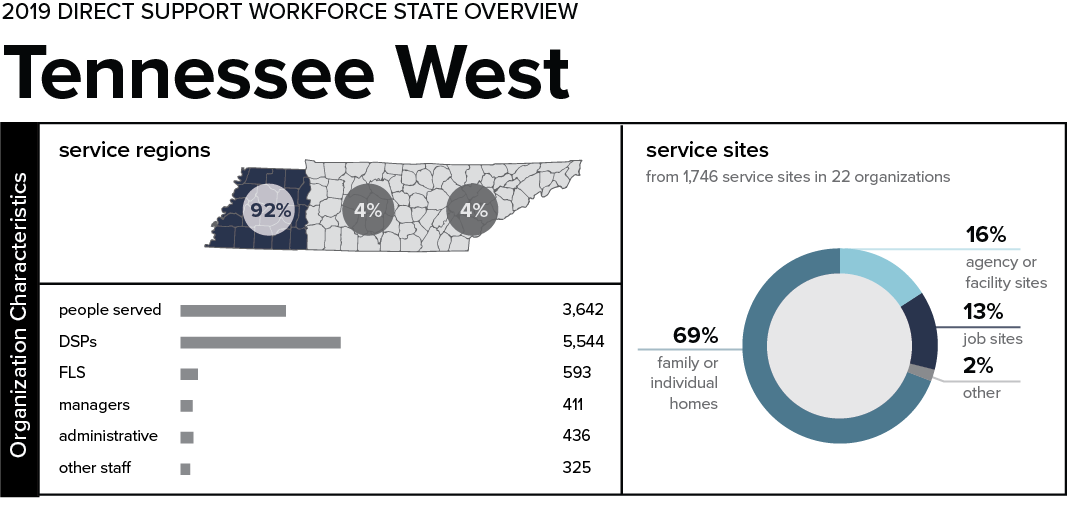 2019 DIRECT SUPPORT WORKFORCE STATE OVERVIEW
Tennessee West
Organization Characteristics
service regions
92%
4%
4%
people served 3,642
DSPs 5,544
FLS 593
managers 411
administrative 436
other staff 325
service sites
from 1,746 service sites in 22 organizations
16%
agency or
facility sites
13%
job sites
2%
other
69%
family or
individual
homes